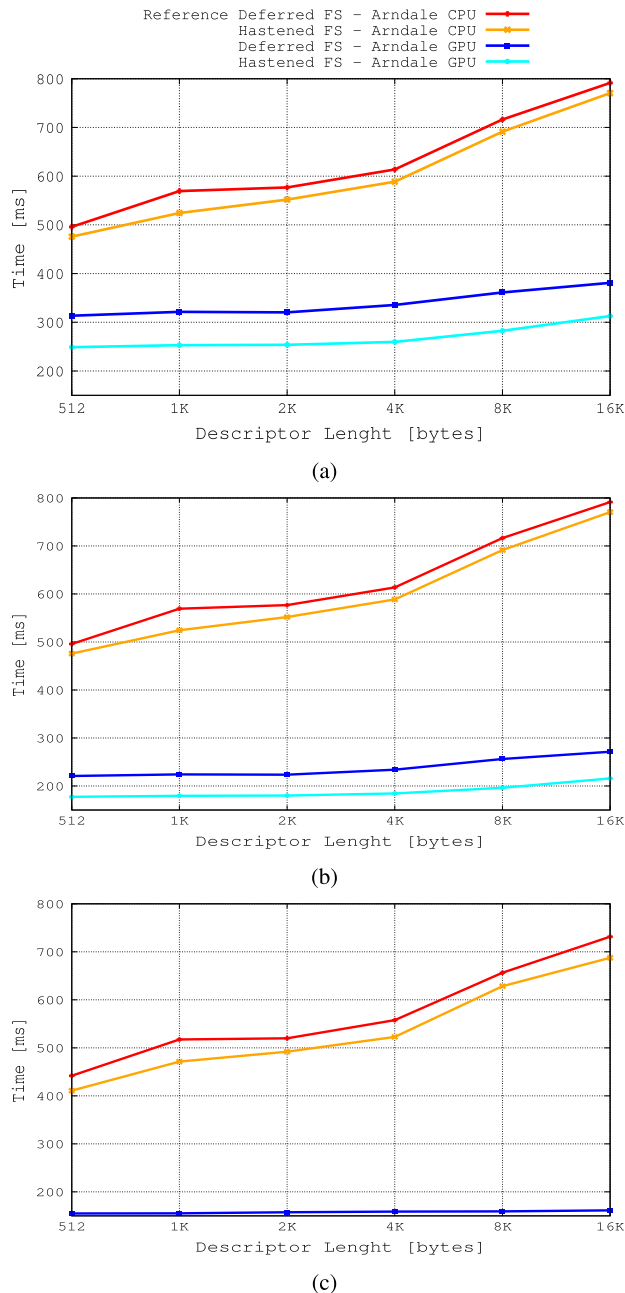 Reference Deferred FS - Arndale CPU
Hastened FS - Arndale CPU
Deferred FS - Arndale GPU
Hastened FS - Arndale GPU
800
700
600
500
400
300
200
Time [ms]
512 1K 2K 4K 8K 16K
Descriptor Lenght [bytes]
(a)
800
700
600
500
400
300
200
Time [ms]
512 1K 2K 4K 8K 16K
Descriptor Lenght [bytes]
(b)
800
700
600
500
400
300
200
Time [ms]
512 1K 2K 4K 8K 16K
Descriptor Lenght [bytes]
(c)